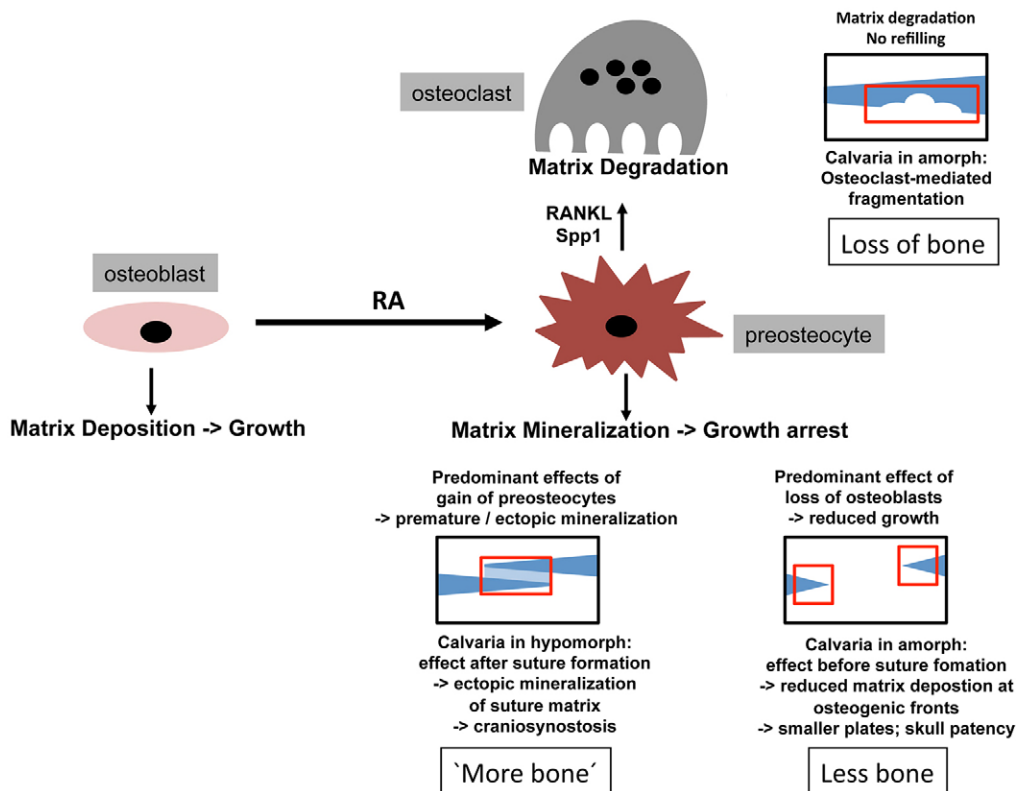 osteoclast
Matrix Degradation
RANKL
Spp1
Matrix degradation
No refilling
Calvaria in amorph:
Osteoclast-mediated
fragmentation
Loss of bone
osteoblast
RA
preosteocyte
Matrix Deposition -> Growth
Matrix Mineralization -> Growth arrest
Predominant effects of
gain of preosteocytes
-> premature / ectopic mineralization
Calvaria in hypomorph:
effect after suture formation
-> ectopic mineralization
of suture matrix
-> craniosynostosis
`More bone´
Predominant effect of
loss of osteoblasts
-> reduced growth
Calvaria in amorph:
effect before suture fomation
-> reduced matrix depostion at
osteogenic fronts
-> smaller plates; skull patency
Less bone